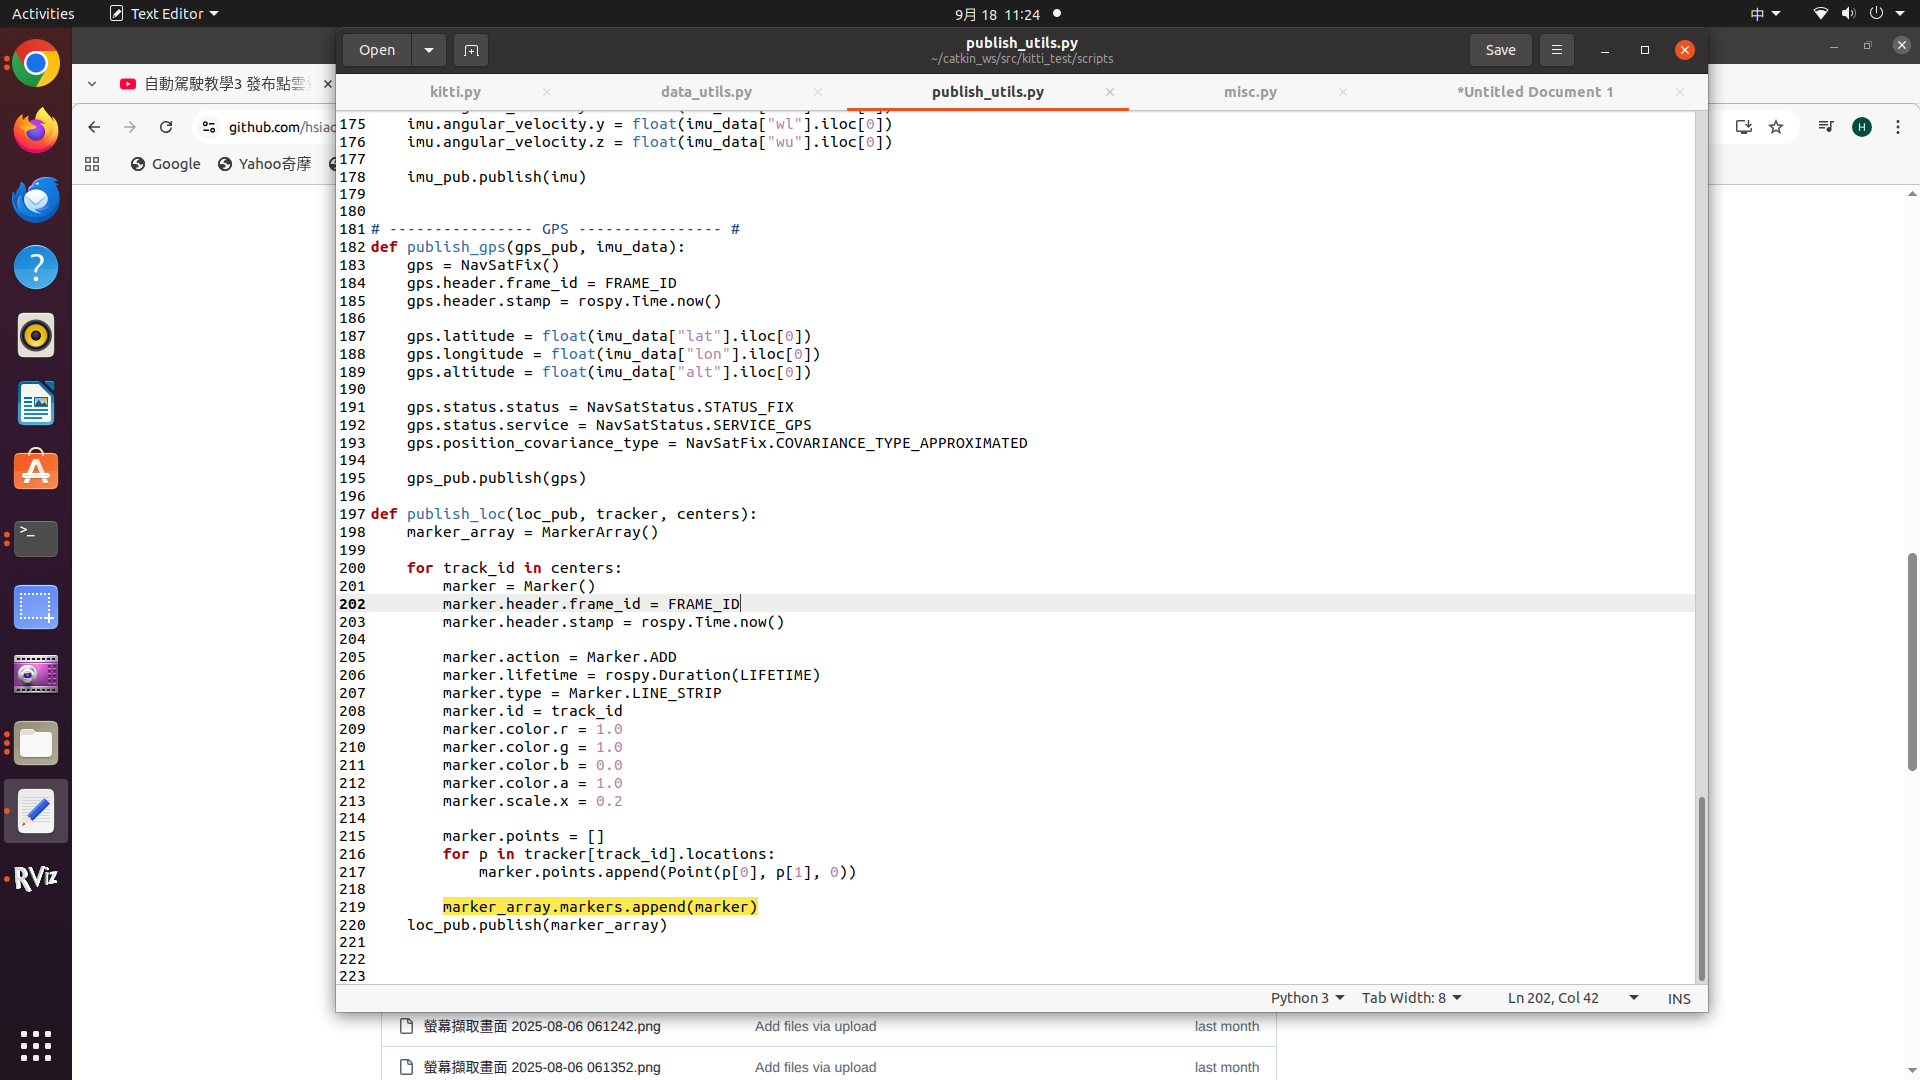 Activities
Text Editor
9月 18 11:24
中
Open
publish_utils.py
~/catkin_ws/src/kitti_test/scripts
Save
自動駕駛教學3 發布點雲
kitti.py
data_utils.py
publish_utils.py
misc.py
*Untitled Document 1
github.com/hsiao
H
Google
Yahoo奇摩
175 imu.angular_velocity.y = float(imu_data["wl"].iloc[0])
176 imu.angular_velocity.z = float(imu_data["wu"].iloc[0])
177
178 imu_pub.publish(imu)
179
180
181 # ---------------- GPS ---------------- #
182 def publish_gps(gps_pub, imu_data):
183 gps = NavSatFix()
184 gps.header.frame_id = FRAME_ID
185 gps.header.stamp = rospy.Time.now()
186
187 gps.latitude = float(imu_data["lat"].iloc[0])
188 gps.longitude = float(imu_data["lon"].iloc[0])
189 gps.altitude = float(imu_data["alt"].iloc[0])
190
191 gps.status.status = NavSatStatus.STATUS_FIX
192 gps.status.service = NavSatStatus.SERVICE_GPS
193 gps.position_covariance_type = NavSatFix.COVARIANCE_TYPE_APPROXIMATED
194
195 gps_pub.publish(gps)
196
197 def publish_loc(loc_pub, tracker, centers):
198 marker_array = MarkerArray()
199
200 for track_id in centers:
201 marker = Marker()
202 marker.header.frame_id = FRAME_ID
203 marker.header.stamp = rospy.Time.now()
204
205 marker.action = Marker.ADD
206 marker.lifetime = rospy.Duration(LIFETIME)
207 marker.type = Marker.LINE_STRIP
208 marker.id = track_id
209 marker.color.r = 1.0
210 marker.color.g = 1.0
211 marker.color.b = 0.0
212 marker.color.a = 1.0
213 marker.scale.x = 0.2
214
215 marker.points = []
216 for p in tracker[track_id].locations:
217 marker.points.append(Point(p[0], p[1], 0))
218
219 marker_array.markers.append(marker)
220 loc_pub.publish(marker_array)
221
222
223
Python 3
Tab Width: 8
Ln 202, Col 42
INS
RViz
螢幕擷取畫面 2025-08-06 061242.png
Add files via upload
last month
螢幕擷取畫面 2025-08-06 061352.png
Add files via upload
last month